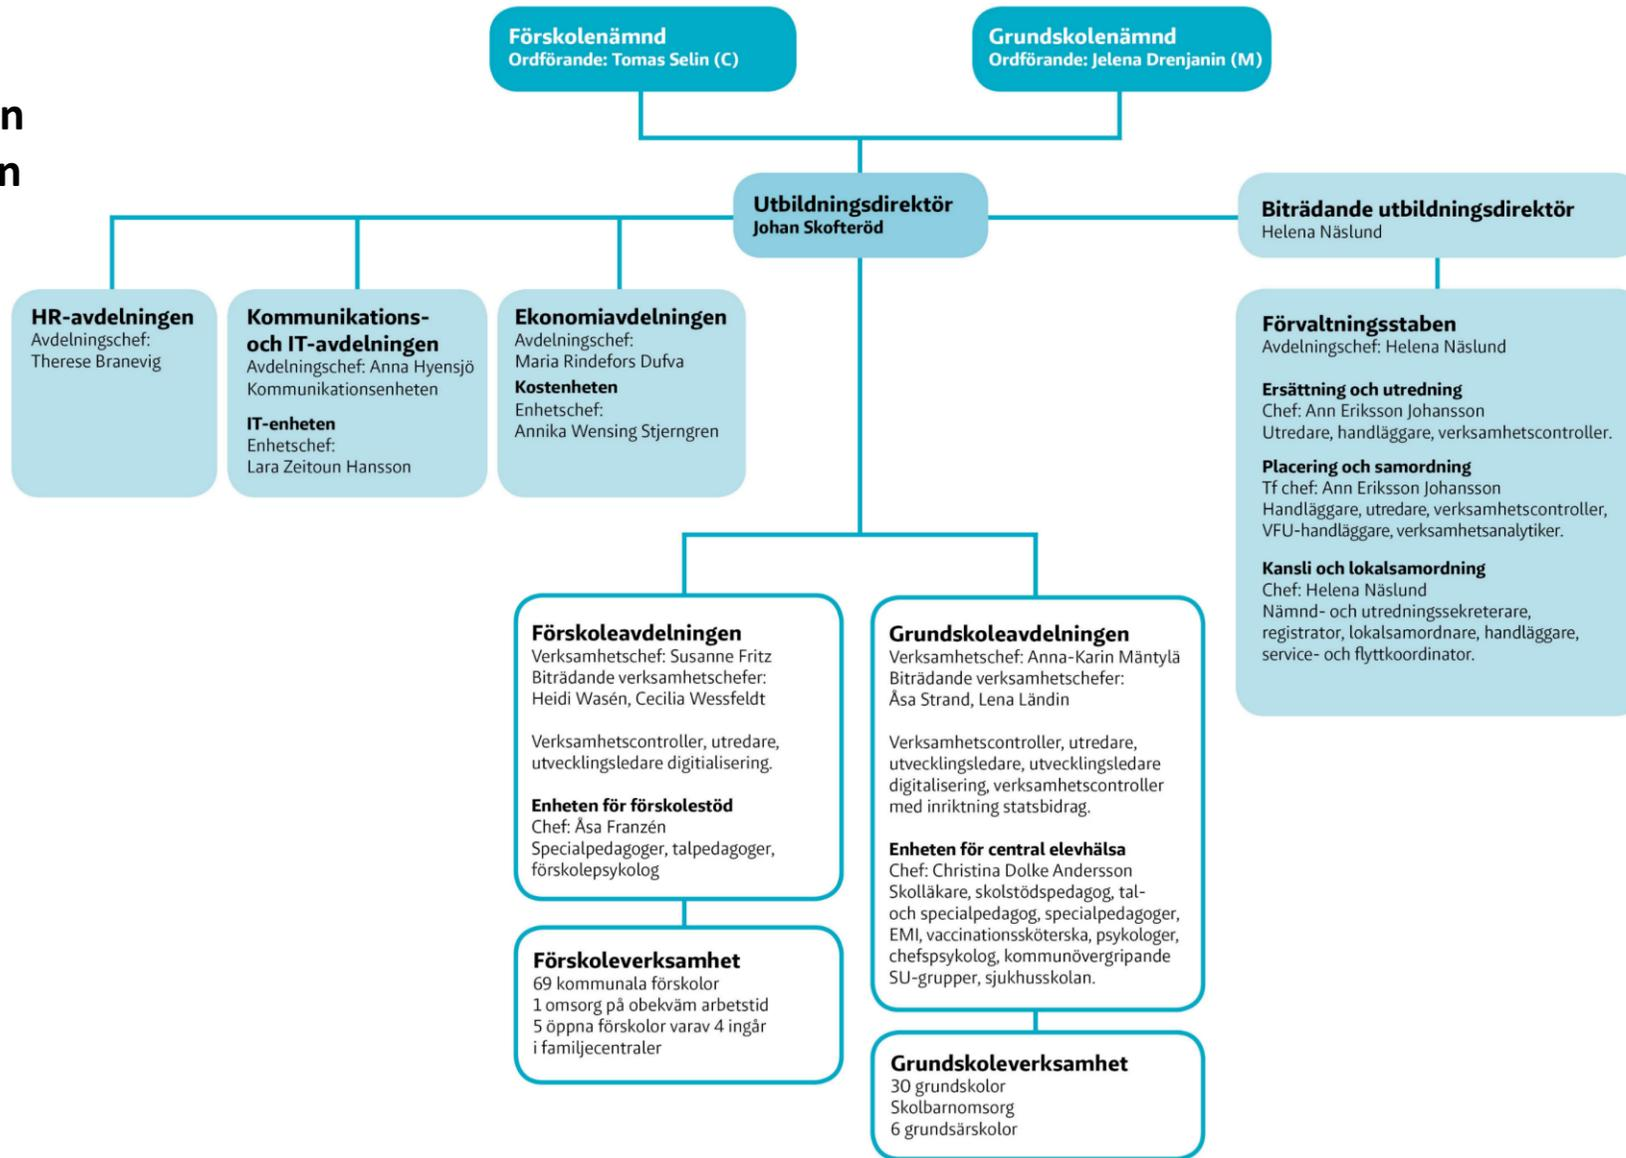 n
n
Förskolenämnd
Ordförande: Tomas Selin (C)
Grundskolenämnd
Ordförande: Jelena Drenjanin (M)
Utbildningsdirektör
Johan Skofteröd
Biträdande utbildningsdirektör
Helena Näslund
HR-avdelningen
Avdelningschef:
Therese Branevig
Kommunikations-
och IT-avdelningen
Avdelningschef: Anna Hyensjö
Kommunikationsenheten
IT-enheten
Enhetschef:
Lara Zeitoun Hansson
Ekonomiavdelningen
Avdelningschef:
Maria Rindefors Dufva
Kostenheten
Enhetschef:
Annika Wensing Stjerngren
Förvaltningsstaben
Avdelningschef: Helena Näslund
Ersättning och utredning
Chef: Ann Eriksson Johansson
Utredare, handläggare, verksamhetscontroller.
Placering och samordning
Tf chef: Ann Eriksson Johansson
Handläggare, utredare, verksamhetscontroller,
VFU-handläggare, verksamhetsanalytiker.
Kansli och lokalsamordning
Chef: Helena Näslund
Nämnd- och utredningssekreterare,
registrator, lokalsamordnare, handläggare,
service- och flyttkoordinator.
Förskoleavdelningen
Verksamhetschef: Susanne Fritz
Biträdande verksamhetschefer:
Heidi Wasén, Cecilia Wessfeldt
Verksamhetscontroller, utredare,
utvecklingsledare digitialisering.
Enheten för förskolestöd
Chef: Åsa Franzén
Specialpedagoger, talpedagoger,
förskolepsykolog
Förskoleverksamhet
69 kommunala förskolor
1 omsorg på obekväm arbetstid
5 öppna förskolor varav 4 ingår
i familjecentraler
Grundskoleavdelningen
Verksamhetschef: Anna-Karin Mäntylä
Biträdande verksamhetschefer:
Åsa Strand, Lena Ländin
Verksamhetscontroller, utredare,
utvecklingsledare, utvecklingsledare
digitalisering, verksamhetscontroller
med inriktning statsbidrag.
Enheten för central elevhälsa
Chef: Christina Dolke Andersson
Skolläkare, skolstödspedagog, tal-
och specialpedagog, specialpedagoger,
EMI, vaccinationssköterska, psykologer,
chefspsykolog, kommunövergripande
SU-grupper, sjukhusskolan.
Grundskoleverksamhet
30 grundskolor
Skolbarnomsorg
6 grundsärskolor